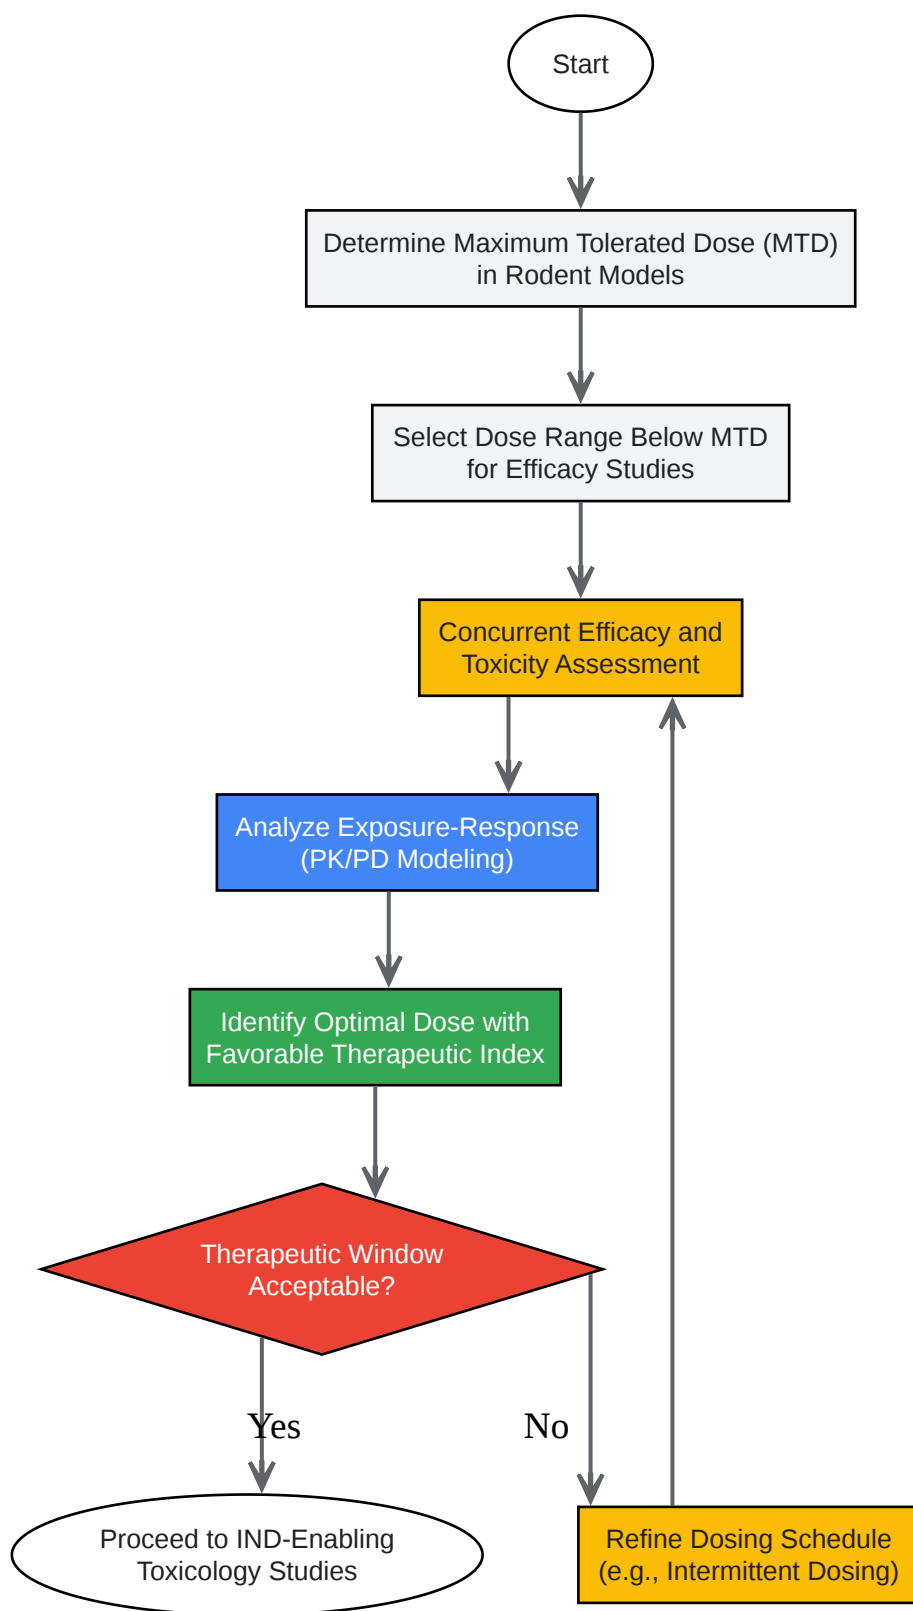 Start
Determine Maximum Tolerated Dose (MTD)
in Rodent Models
Select Dose Range Below MTD
for Efficacy Studies
Concurrent Efficacy and
Toxicity Assessment
Analyze Exposure-Response
(PK/PD Modeling)
Identify Optimal Dose with
Favorable Therapeutic Index
Therapeutic Window
Acceptable?
Yes
No
Proceed to IND-Enabling
Toxicology Studies
Refine Dosing Schedule
(e.g., Intermittent Dosing)